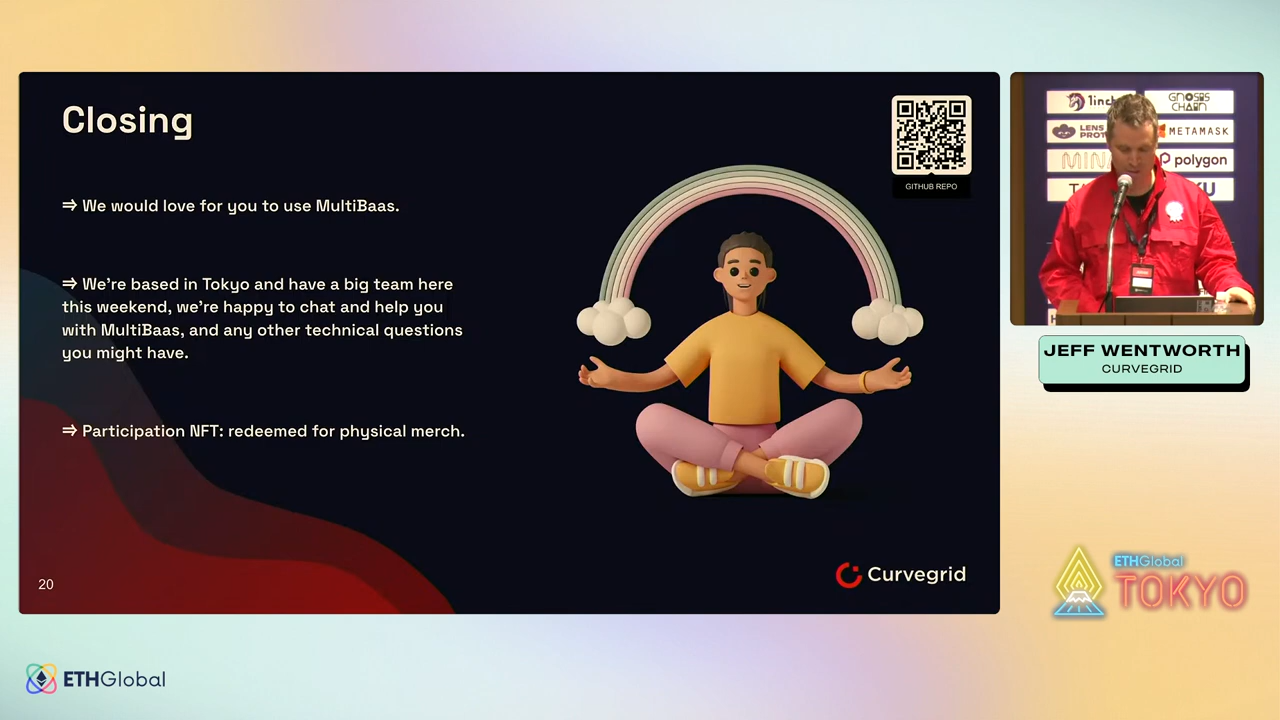 Closing
GITHUB REPO
⇒ We would love for you to use MultiBaas.
⇒ We're based in Tokyo and have a big team here
this weekend, we're happy to chat and help you
with MultiBaas, and any other technical questions
you might have.
⇒ Participation NFT: redeemed for physical merch.
20
Curvegrid
1inch
GNOSIS
CHAIN
LENS
METAMASK
MINA
polygon
JEFF WENTWORTH
CURVEGRID
ETHGlobal
TOKYO
ETHGlobal